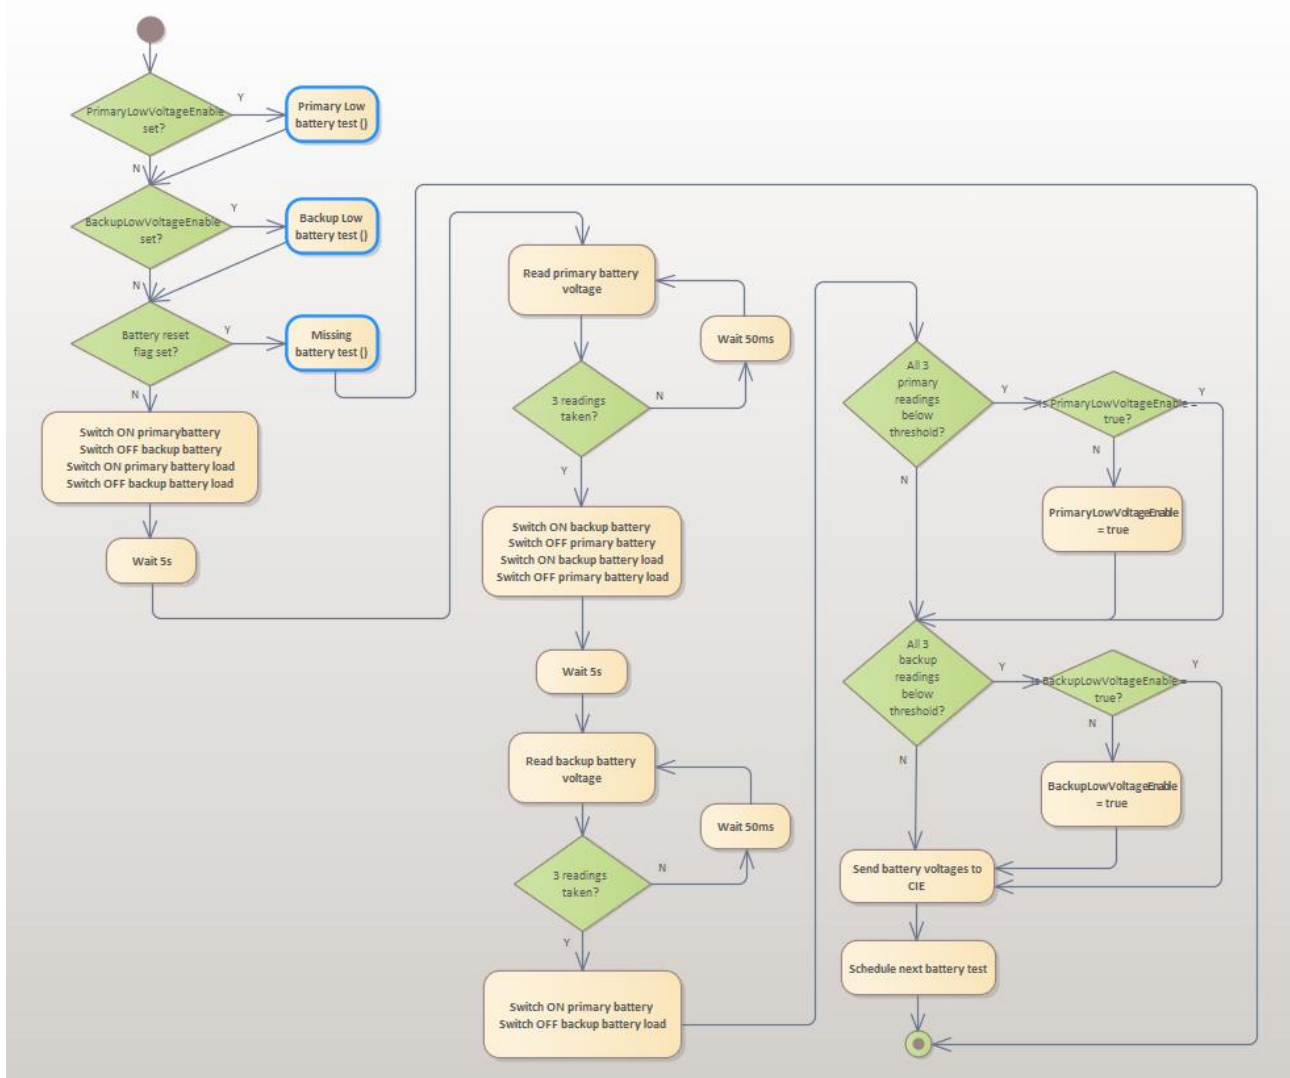 PrimaryLowVoltageEnable
set?
Y
N
Primary Low
battery test ()
BackupLowVoltageEnable
set?
Y
N
Backup Low
battery test ()
Battery reset
flag set?
Y
N
Missing
battery test ()
Switch ON primarybattery
Switch OFF backup battery
Switch ON primary battery load
Switch OFF backup battery load
Wait 5s
Read primary battery
voltage
Wait 50ms
3 readings
taken?
N
Y
Switch ON backup battery
Switch OFF primary battery
Switch ON backup battery load
Switch OFF primary battery load
Wait 5s
Read backup battery
voltage
Wait 50ms
3 readings
taken?
N
Y
Switch ON primary battery
Switch OFF backup battery load
All 3
primary
readings
below
threshold?
Y
N
Is PrimaryLowVoltageEnable =
true?
Y
N
PrimaryLowVoltageEnable
= true
All 3
backup
readings
below
threshold?
Y
N
Is BackupLowVoltageEnable =
true?
Y
N
BackupLowVoltageEnable
= true
Send battery voltages to
CIE
Schedule next battery test